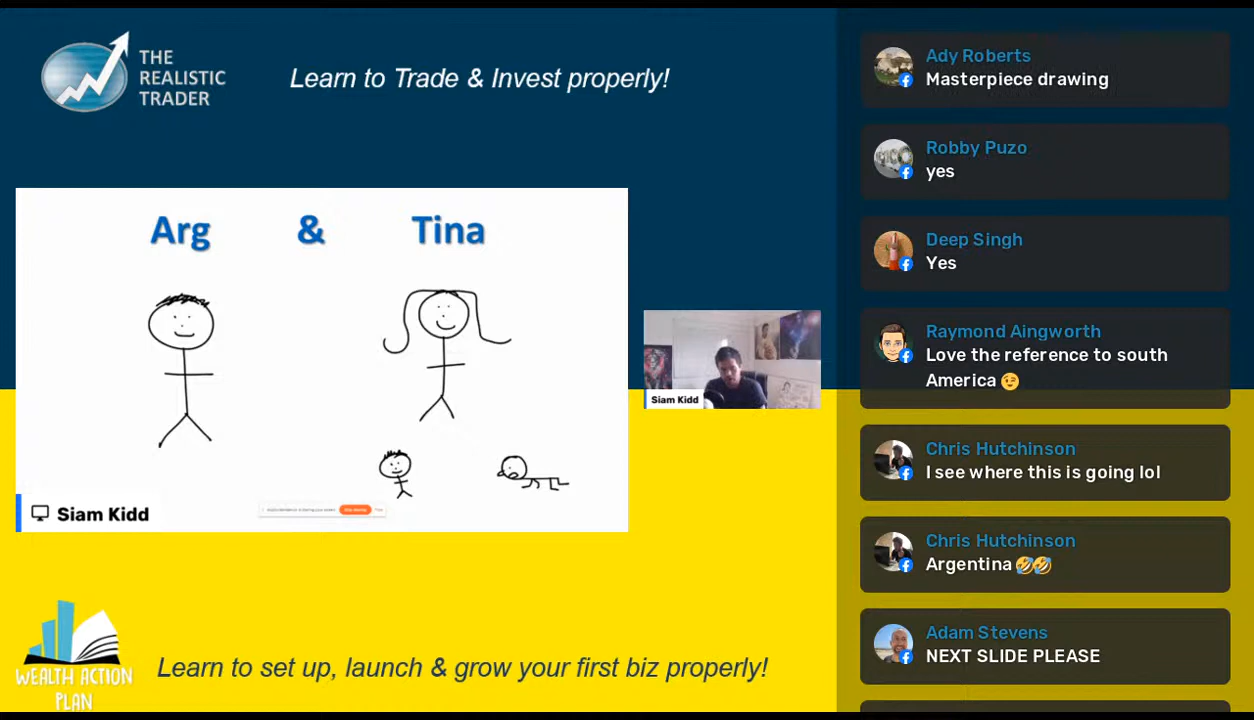 THE
REALISTIC
TRADER
Learn to Trade & Invest properly!
Arg & Tina
Siam Kidd
Siam Kidd
WEALTH ACTION
PLAN
Learn to set up, launch & grow your first biz properly!
Ady Roberts
Masterpiece drawing
Robby Puzo
yes
Deep Singh
Yes
Raymond Aingworth
Love the reference to south
America 😉
Chris Hutchinson
I see where this is going lol
Chris Hutchinson
Argentina 🤣🤣
Adam Stevens
NEXT SLIDE PLEASE